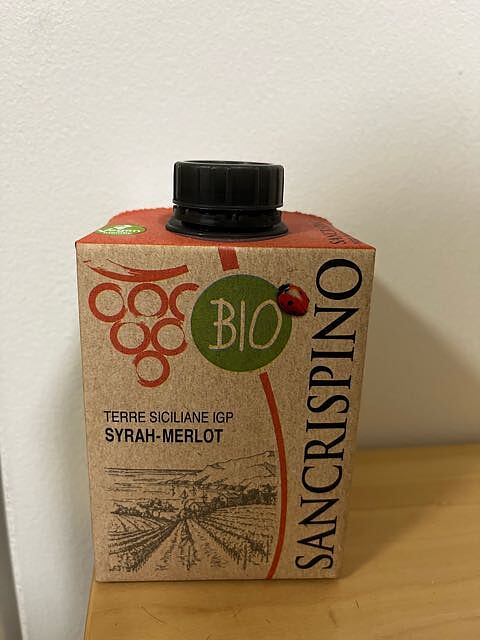 BIO
TERRE SICILIANE IGP
SYRAH-MERLOT
SANCRISPINO